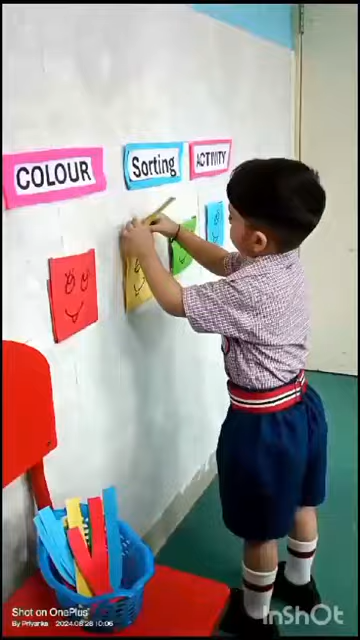 COLOUR Sorting ACTIVITY
Shot on OnePlus
By Priyanka 2024.08.28 10:06
InShOt